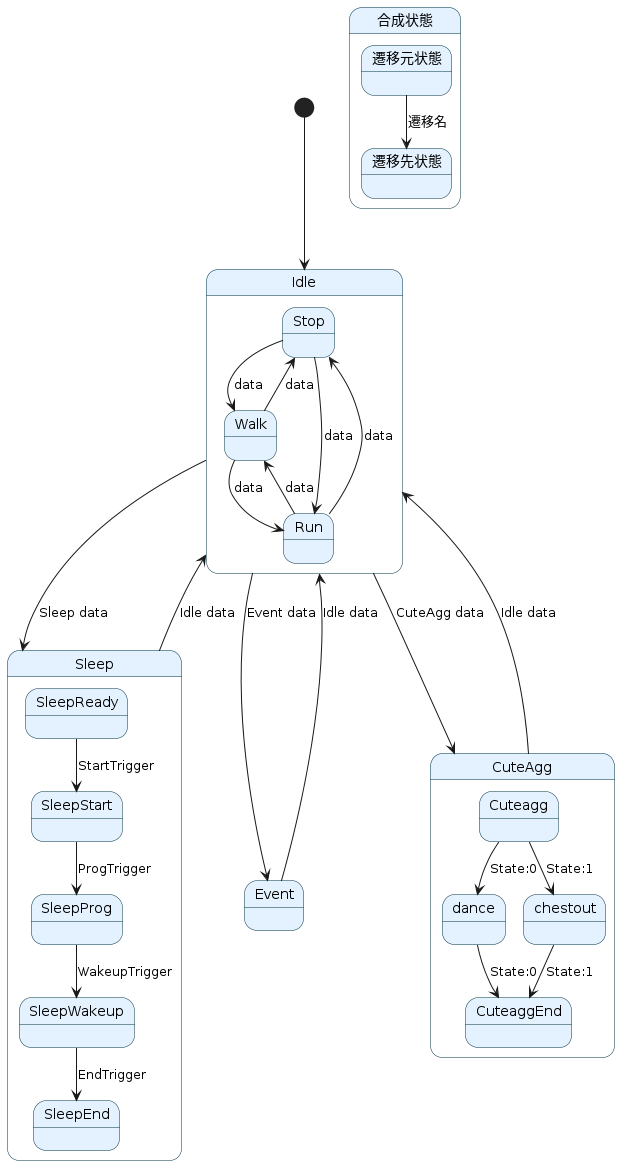 合成状態
遷移元状態
遷移名
遷移先状態
Idle
Stop
data
data
Walk
data
data
data
data
Run
Sleep data
Idle data
Event data
Idle data
CuteAgg data
Idle data
Sleep
SleepReady
StartTrigger
SleepStart
ProgTrigger
SleepProg
WakeupTrigger
SleepWakeup
EndTrigger
SleepEnd
Event
CuteAgg
Cuteagg
State:0
State:1
dance
chestout
State:0
State:1
CuteaggEnd